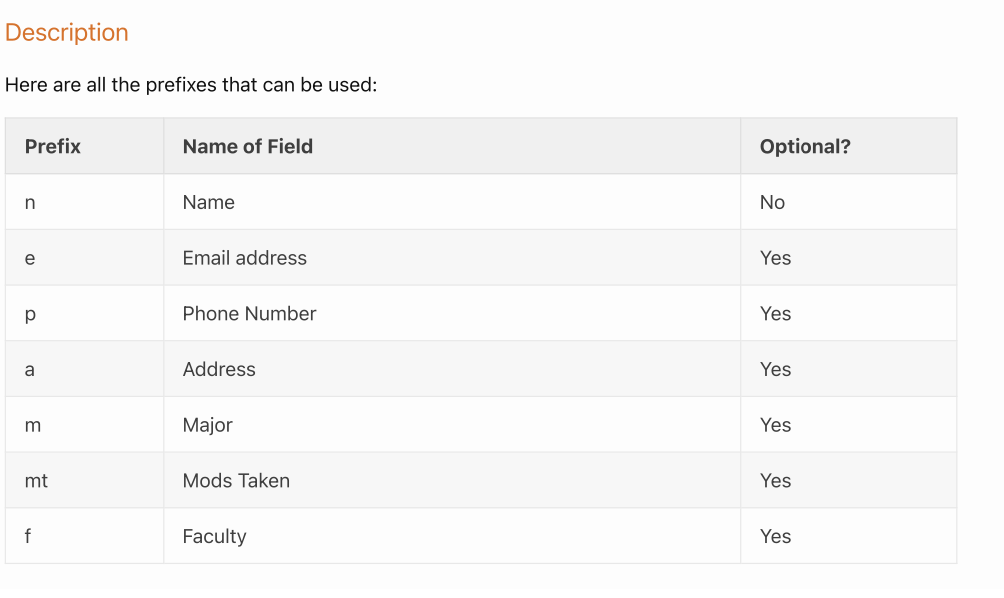 Description
Here are all the prefixes that can be used:
Prefix Name of Field Optional?
n Name No
e Email address Yes
p Phone Number Yes
a Address Yes
m Major Yes
mt Mods Taken Yes
f Faculty Yes